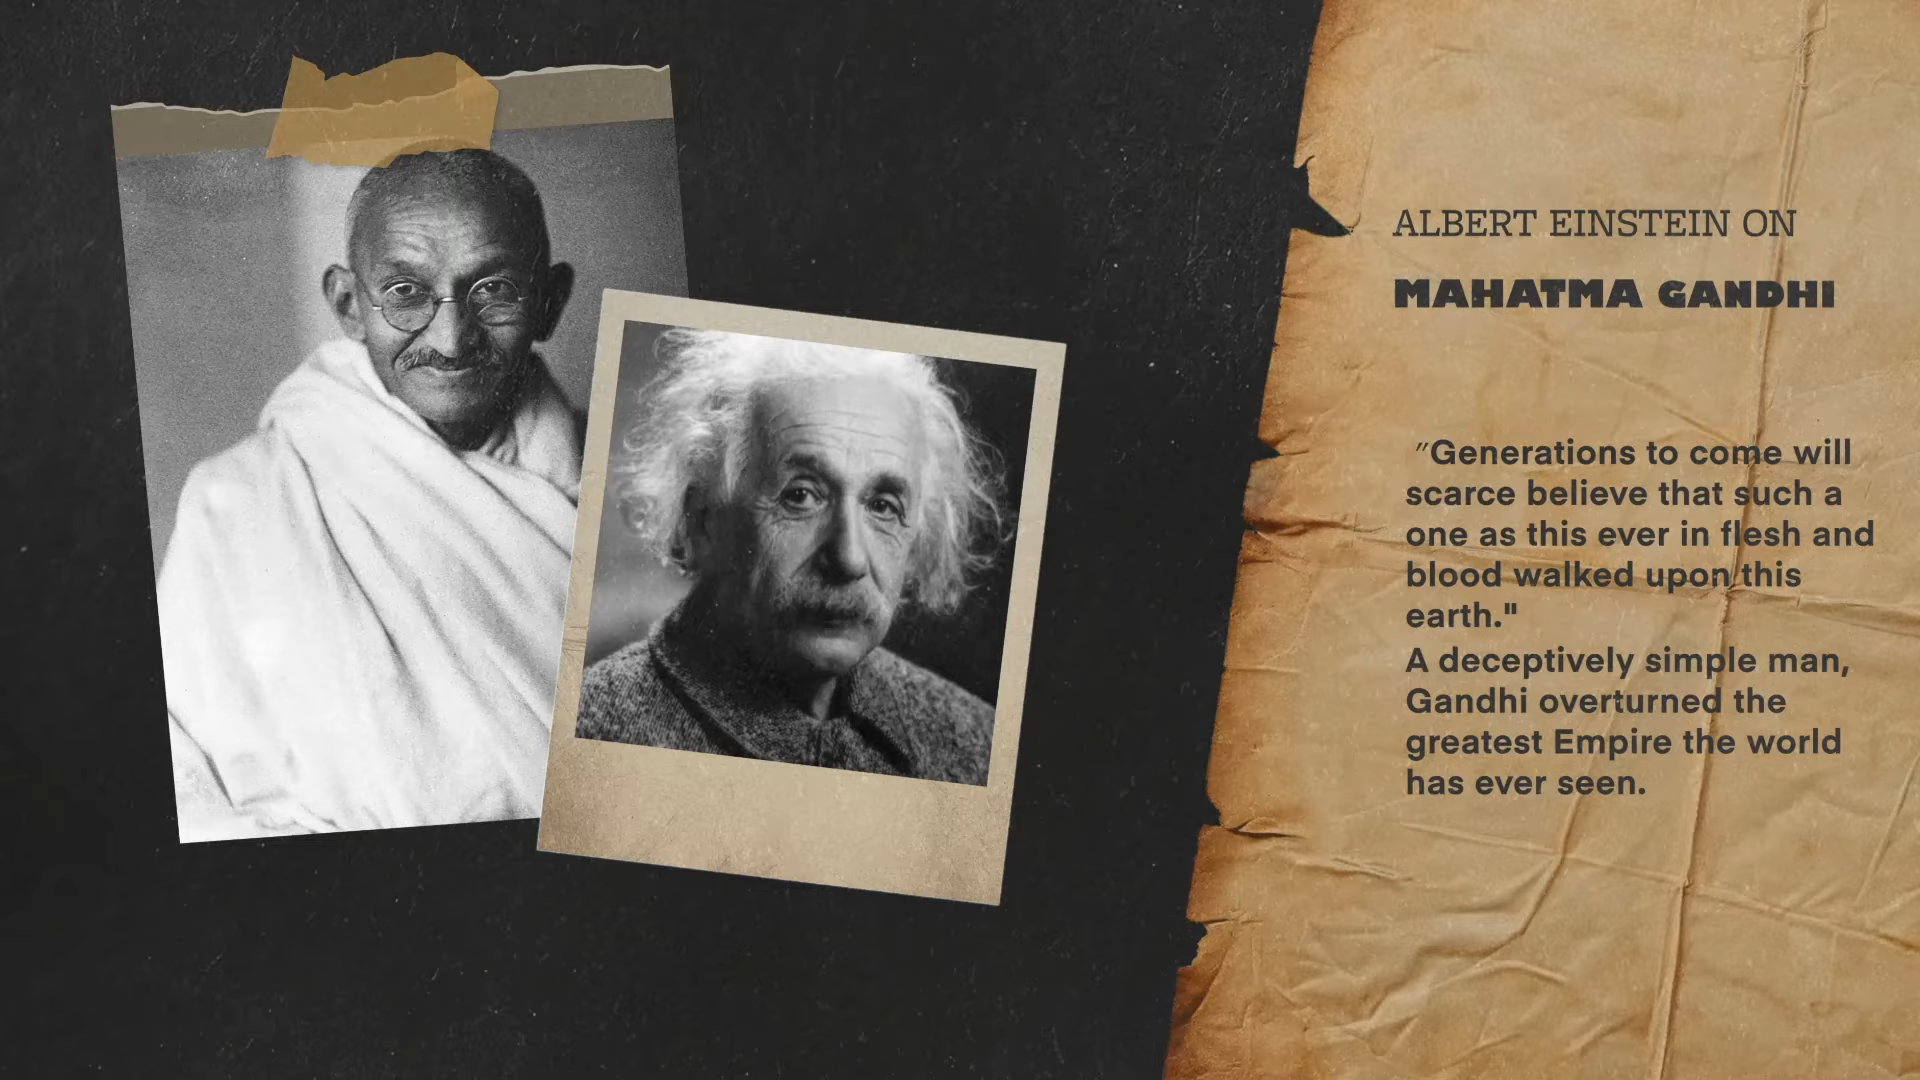 ALBERT EINSTEIN ON
MAHATMA GANDHI
"Generations to come will
scarce believe that such a
one as this ever in flesh and
blood walked upon this
earth."
A deceptively simple man,
Gandhi overturned the
greatest Empire the world
has ever seen.